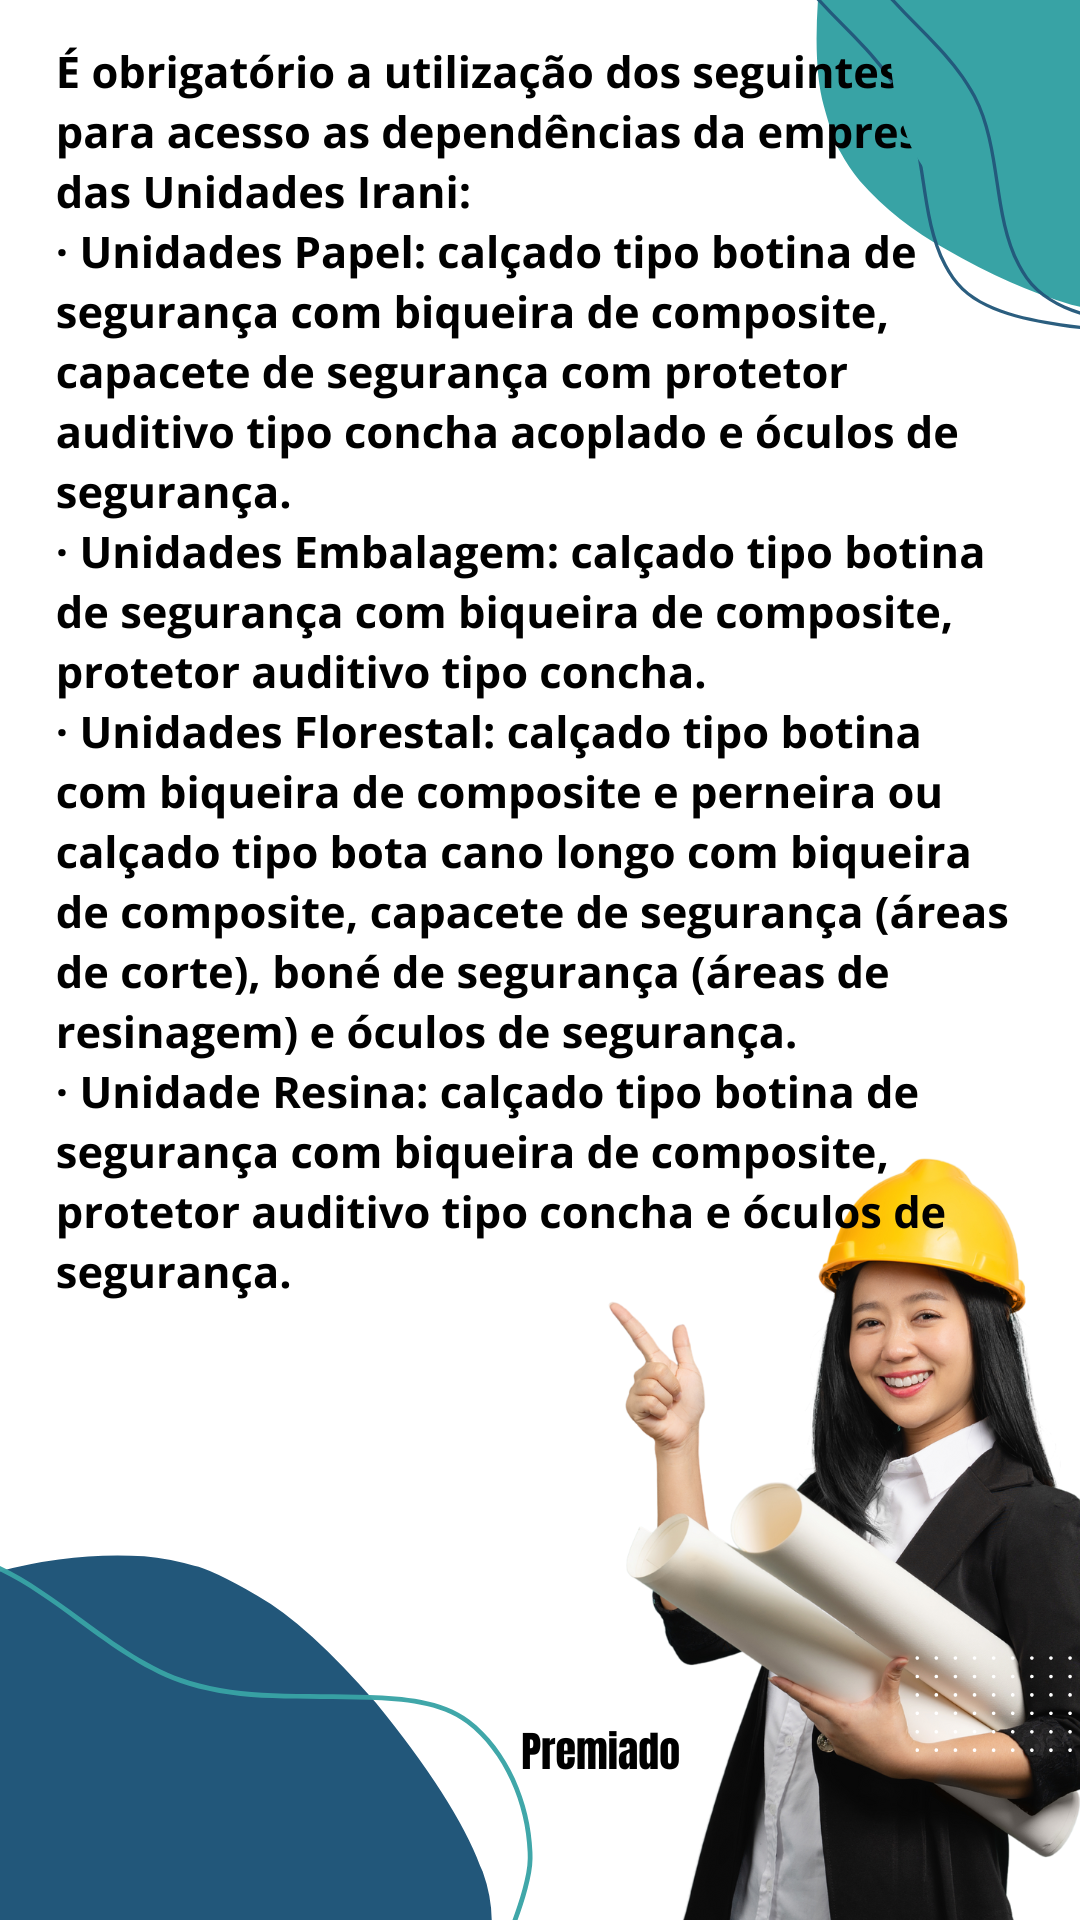 É obrigatório a utilização dos seguintes
para acesso as dependências da
das Unidades Irani:
· Unidades Papel: calçado tipo botina de
segurança com biqueira de composite,
capacete de segurança com protetor
auditivo tipo concha acoplado e óculos de
segurança.
· Unidades Embalagem: calçado tipo botina
de segurança com biqueira de composite,
protetor auditivo tipo concha.
· Unidades Florestal: calçado tipo botina
com biqueira de composite e perneira ou
calçado tipo bota cano longo com biqueira
de composite, capacete de segurança (áreas
de corte), boné de segurança (áreas de
resinagem) e óculos de segurança.
· Unidade Resina: calçado tipo botina de
segurança com biqueira de composite,
protetor auditivo tipo concha e óculos de
segurança.
Premiado